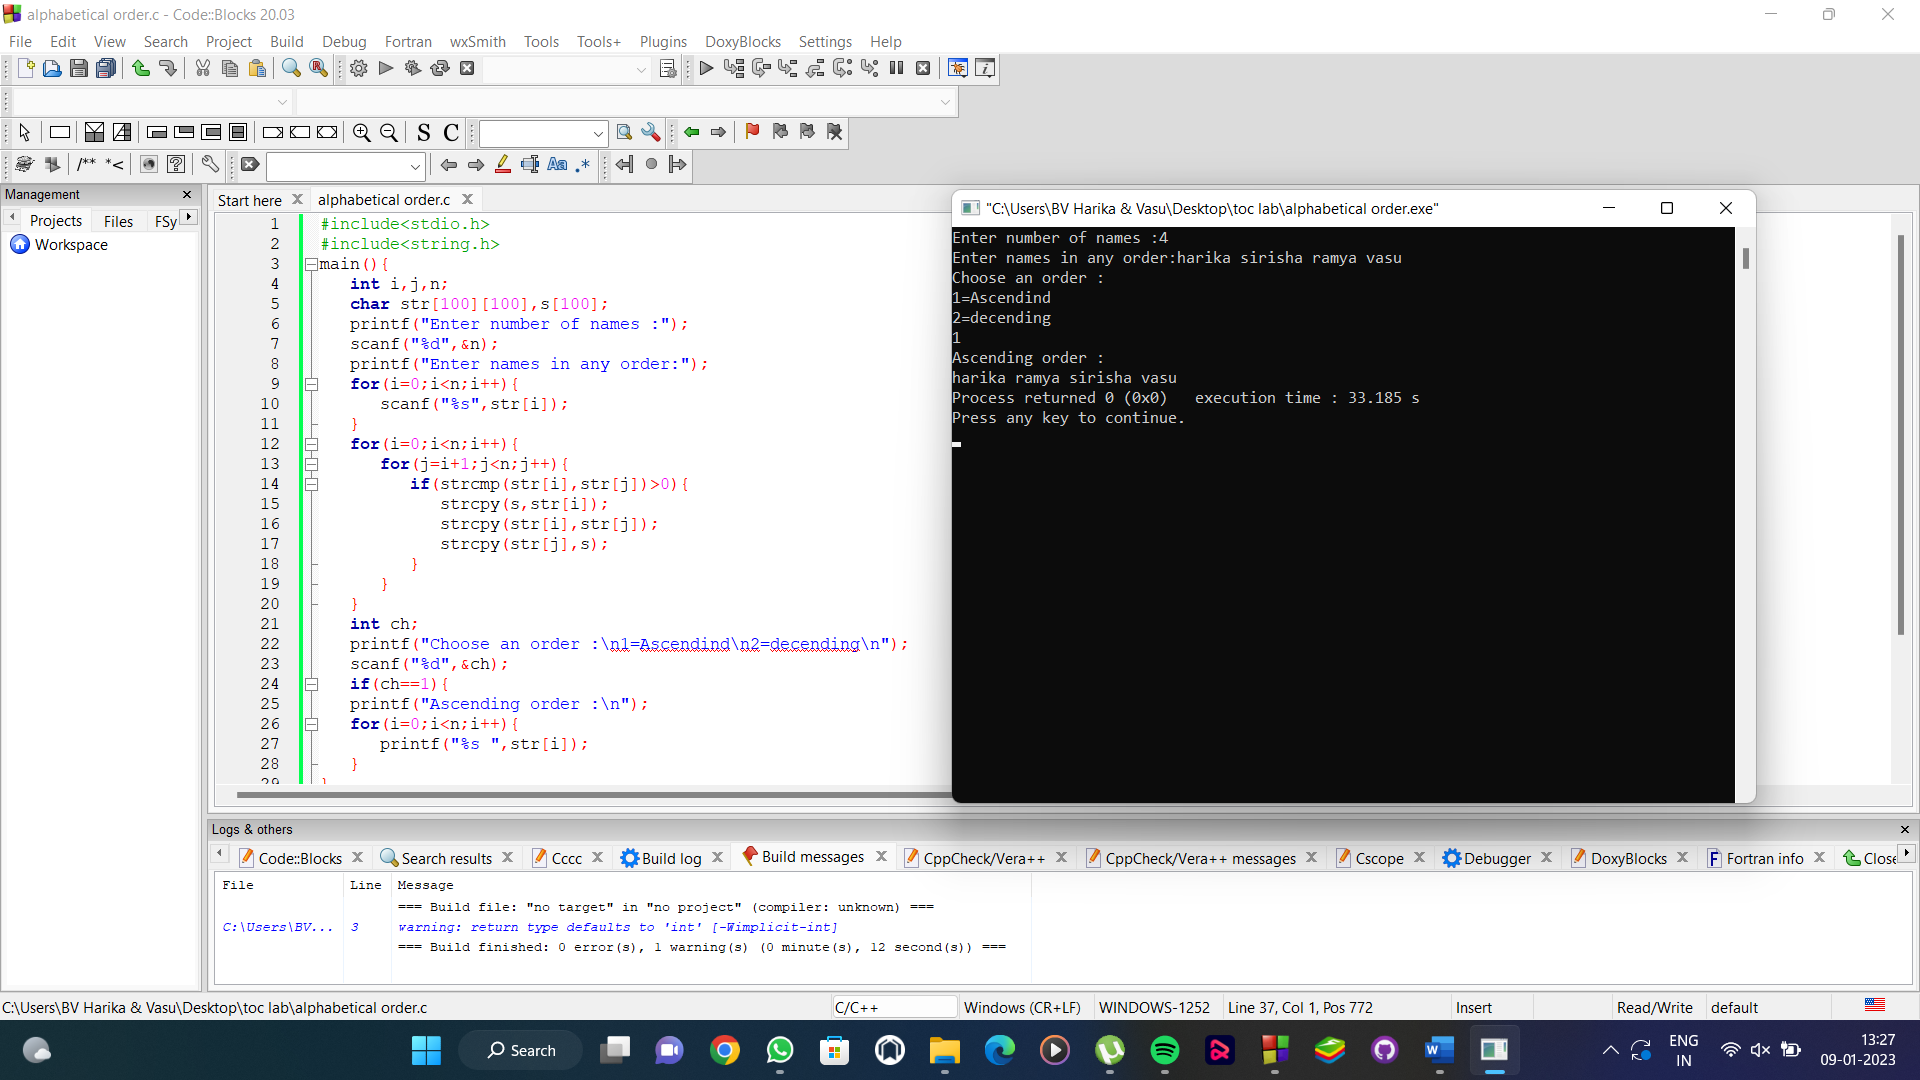 alphabetical order.c - Code::Blocks 20.03
File Edit View Search Project Build Debug Fortran wxSmith Tools Tools+ Plugins DoxyBlocks Settings Help
S C
/** *<
Aa .*
Management
Projects Files FSy
Workspace
Start here alphabetical order.c
1 #include<stdio.h>
2 #include<string.h>
3 main(){
4 int i,j,n;
5 char str[100][100],s[100];
6 printf("Enter number of names :");
7 scanf("%d",&n);
8 printf("Enter names in any order:");
9 for(i=0;i<n;i++){
10 scanf("%s",str[i]);
11 }
12 for(i=0;i<n;i++){
13 for(j=i+1;j<n;j++){
14 if(strcmp(str[i],str[j])>0){
15 strcpy(s,str[i]);
16 strcpy(str[i],str[j]);
17 strcpy(str[j],s);
18 }
19 }
20 }
21 int ch;
22 printf("Choose an order :\n1=Ascendind\n2=decending\n");
23 scanf("%d",&ch);
24 if(ch==1){
25 printf("Ascending order :\n");
26 for(i=0;i<n;i++){
27 printf("%s ",str[i]);
28 }
29 }
"C:\Users\BV Harika & Vasu\Desktop\toc lab\alphabetical order.exe"
Enter number of names :4
Enter names in any order:harika sirisha ramya vasu
Choose an order :
1=Ascendind
2=decending
1
Ascending order :
harika ramya sirisha vasu
Process returned 0 (0x0) execution time : 33.185 s
Press any key to continue.
Logs & others
Code::Blocks Search results Cccc Build log Build messages CppCheck/Vera++ CppCheck/Vera++ messages Cscope Debugger DoxyBlocks Fortran info Close
File Line Message
=== Build file: "no target" in "no project" (compiler: unknown) ===
C:\Users\BV... 3 warning: return type defaults to 'int' [-Wimplicit-int]
=== Build finished: 0 error(s), 1 warning(s) (0 minute(s), 12 second(s)) ===
C:\Users\BV Harika & Vasu\Desktop\toc lab\alphabetical order.c C/C++ Windows (CR+LF) WINDOWS-1252 Line 37, Col 1, Pos 772 Insert Read/Write default
Search
ENG
IN
13:27
09-01-2023